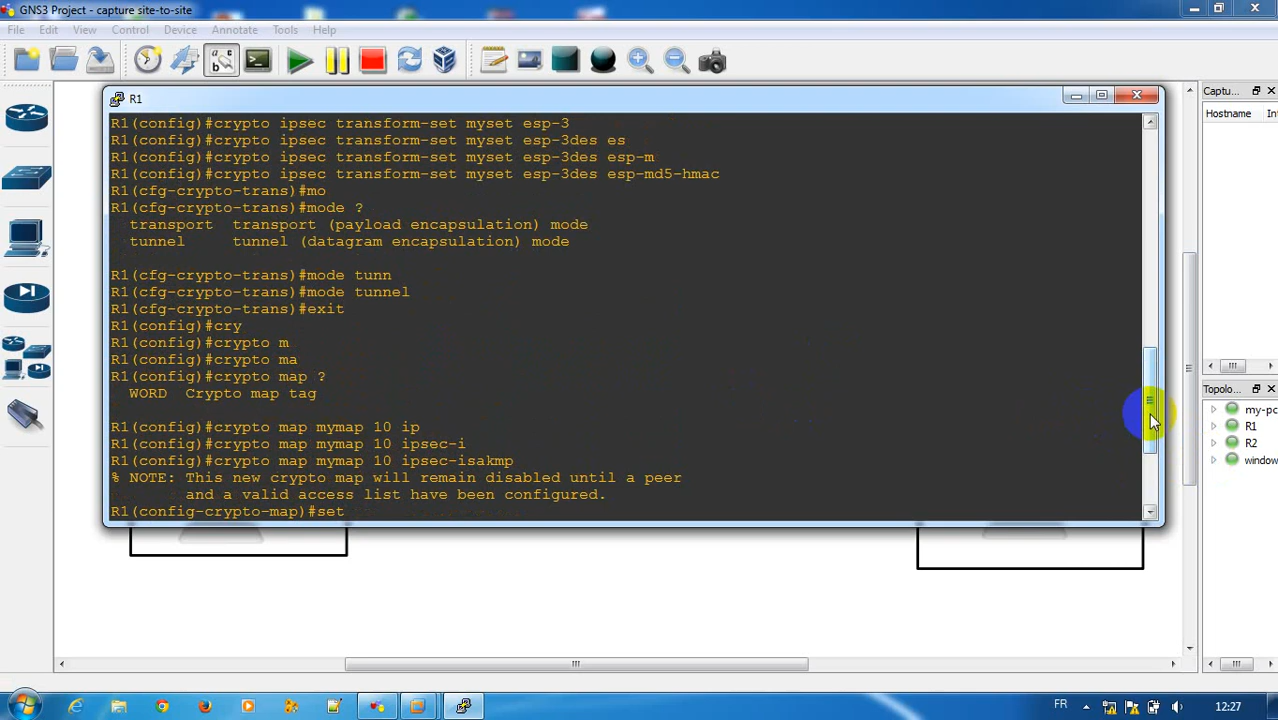 GNS3 Project - capture site-to-site
File Edit View Control Device Annotate Tools Help
R1
R1(config)#crypto ipsec transform-set myset esp-3
R1(config)#crypto ipsec transform-set myset esp-3des es
R1(config)#crypto ipsec transform-set myset esp-3des esp-m
R1(config)#crypto ipsec transform-set myset esp-3des esp-md5-hmac
R1(cfg-crypto-trans)#mo
R1(cfg-crypto-trans)#mode ?
transport transport (payload encapsulation) mode
tunnel tunnel (datagram encapsulation) mode
R1(cfg-crypto-trans)#mode tunn
R1(cfg-crypto-trans)#mode tunnel
R1(cfg-crypto-trans)#exit
R1(config)#cry
R1(config)#crypto m
R1(config)#crypto ma
R1(config)#crypto map ?
WORD Crypto map tag
R1(config)#crypto map mymap 10 ip
R1(config)#crypto map mymap 10 ipsec-i
R1(config)#crypto map mymap 10 ipsec-isakmp
% NOTE: This new crypto map will remain disabled until a peer
and a valid access list have been configured.
R1(config-crypto-map)#set
Captu...
Hostname Int
Topolo...
my-pc
R1
R2
window
FR
12:27